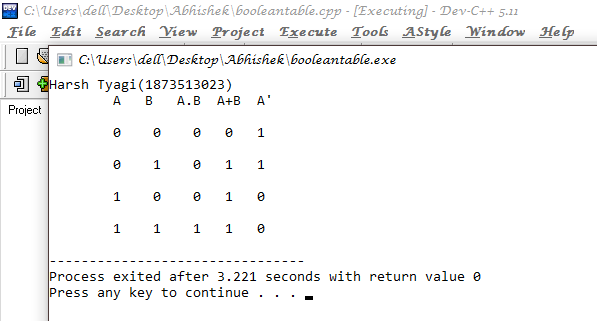 C:\Users\dell\Desktop\Abhishek\booleantable.cpp - [Executing] - Dev-C++ 5.11
File Edit Search View Project Execute Tools AStyle Window Help
C:\Users\dell\Desktop\Abhishek\booleantable.exe
Project
Harsh Tyagi(1873513023)
A B A.B A+B A'
0 0 0 0 1
0 1 0 1 1
1 0 0 1 0
1 1 1 1 0
--------------------------------
Process exited after 3.221 seconds with return value 0
Press any key to continue . . .